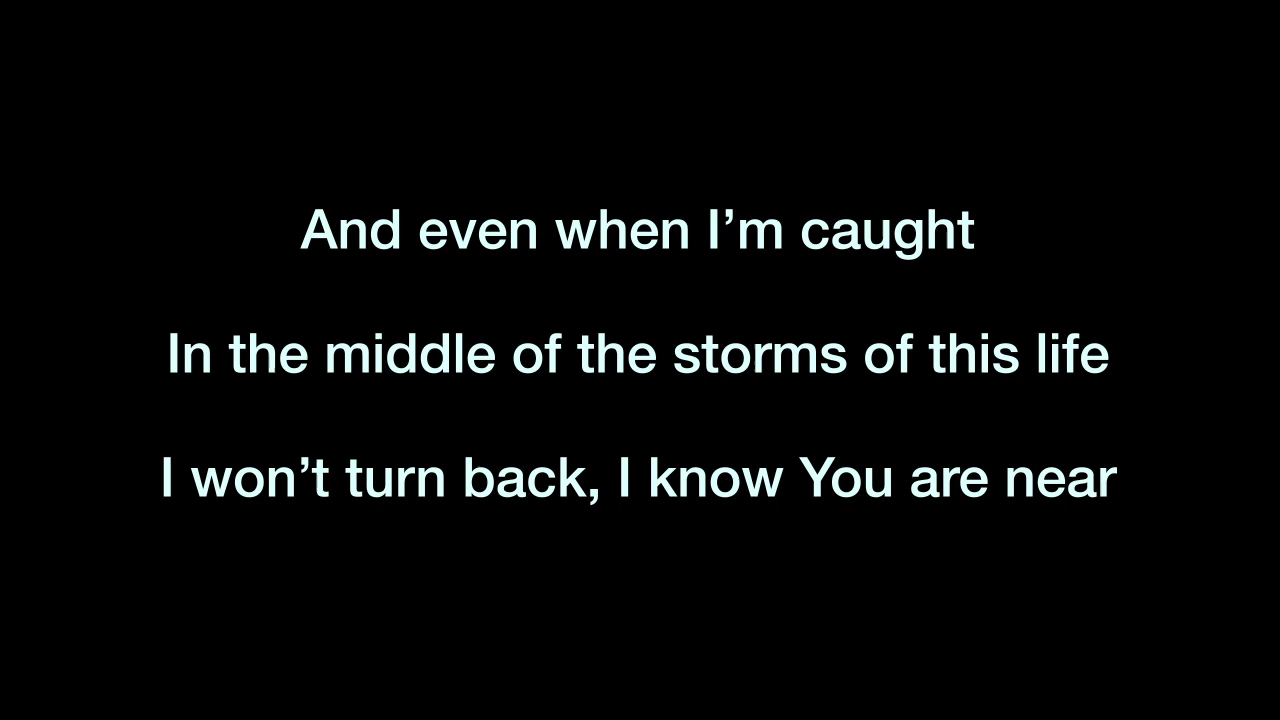 And even when I’m caught
In the middle of the storms of this life
I won’t turn back, I know You are near